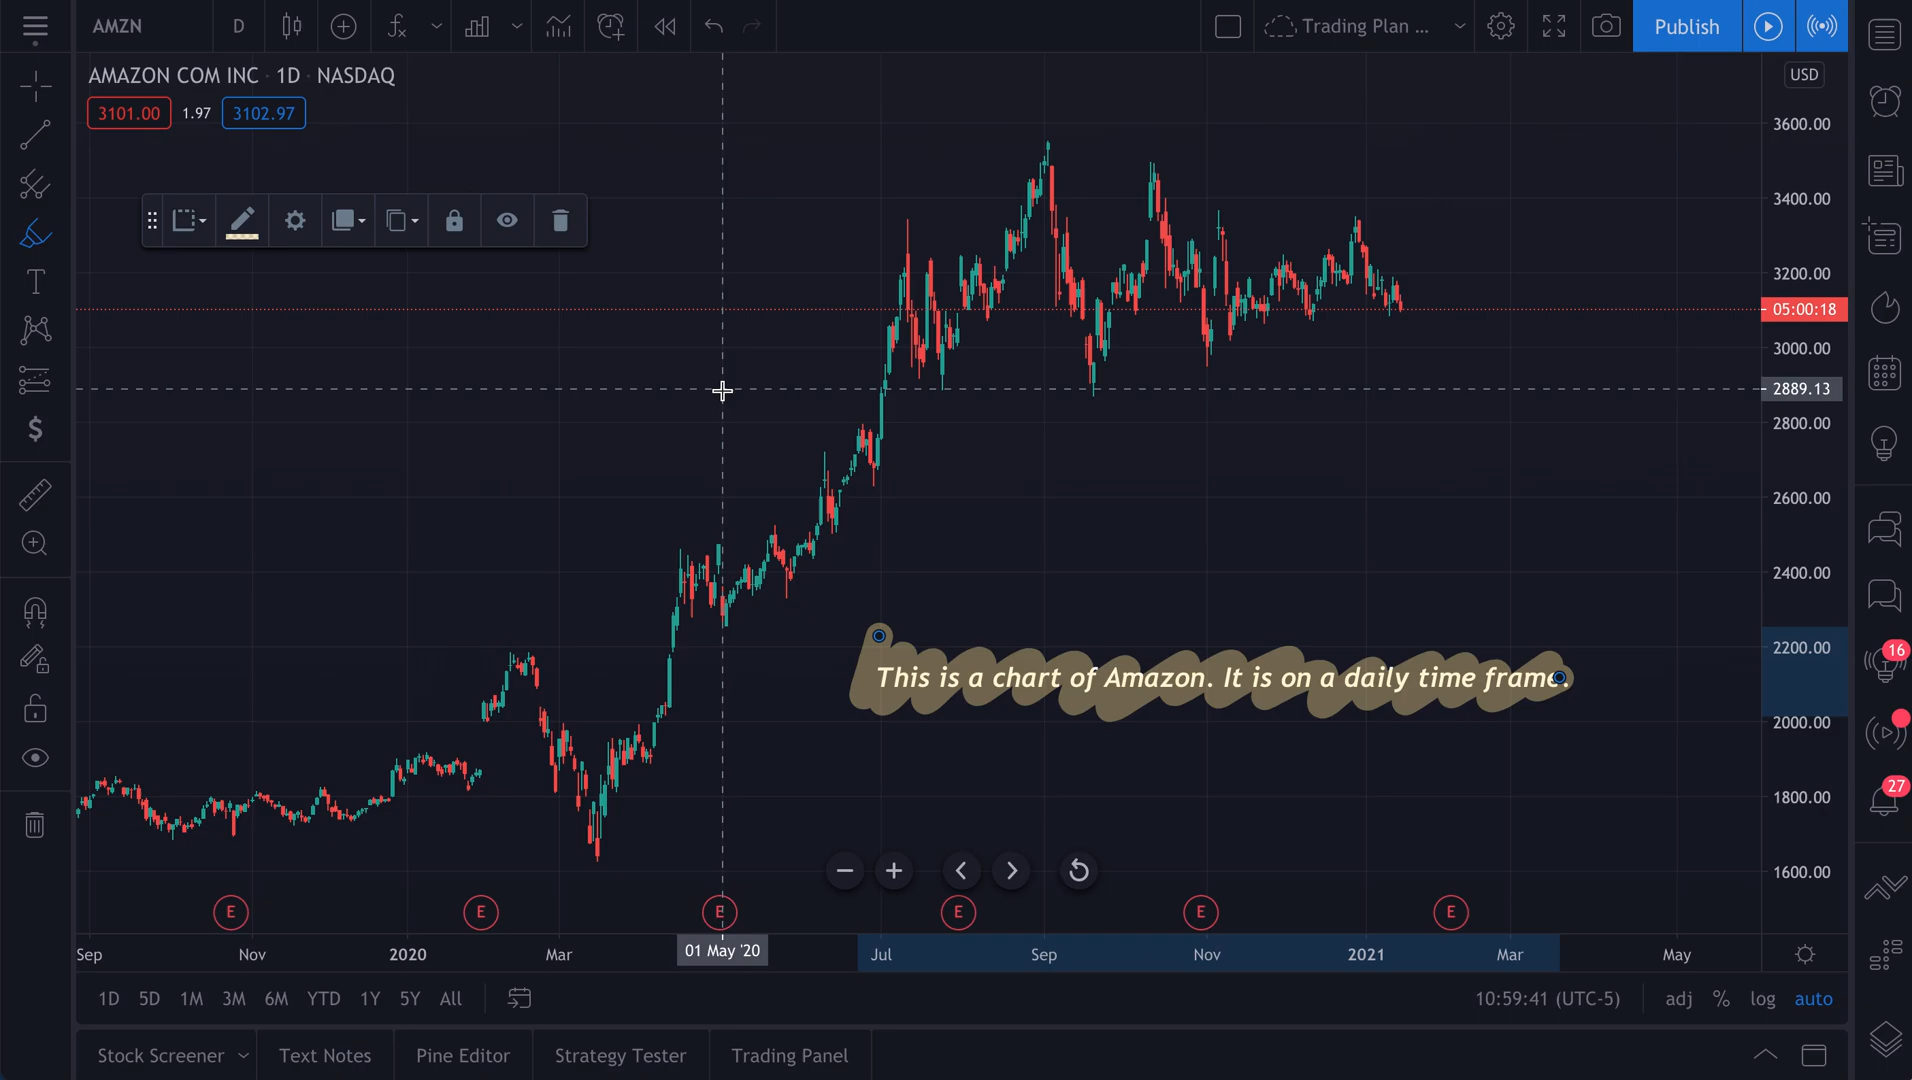 AMZN
D
Trading Plan ...
Publish
AMAZON COM INC · 1D · NASDAQ
USD
3101.00 1.97 3102.97
3600.00
3400.00
3200.00
05:00:18
3000.00
2889.13
2800.00
2600.00
2400.00
2200.00
This is a chart of Amazon. It is on a daily time frame.
16
2000.00
27
1800.00
1600.00
E E E E E E
Sep Nov 2020 Mar 01 May '20 Jul Sep Nov 2021 Mar May
1D 5D 1M 3M 6M YTD 1Y 5Y All 10:59:41 (UTC-5) adj % log auto
Stock Screener Text Notes Pine Editor Strategy Tester Trading Panel